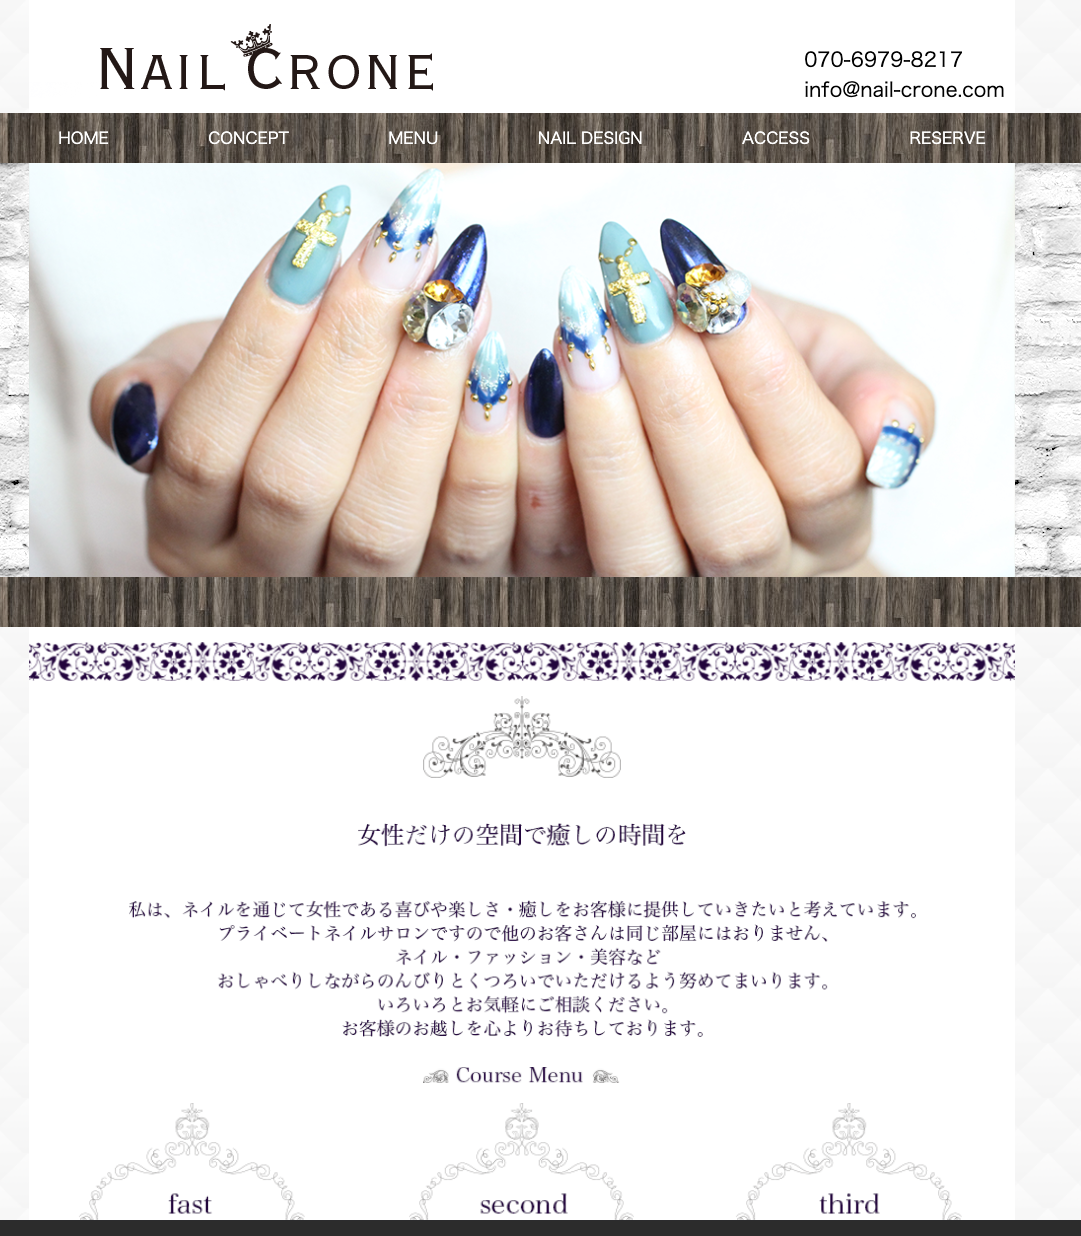 NAIL CRONE
070-6979-8217
info@nail-crone.com
HOME CONCEPT MENU NAIL DESIGN ACCESS RESERVE
女性だけの空間で癒しの時間を
私は、ネイルを通じて女性である喜びや楽しさ・癒しをお客様に提供していきたいと考えています。
プライベートネイルサロンですので他のお客さんは同じ部屋にはおりません、
ネイル・ファッション・美容など
おしゃべりしながらのんびりとくつろいでいただけるよう努めてまいります。
いろいろとお気軽にご相談ください。
お客様のお越しを心よりお待ちしております。
Course Menu
fast second third